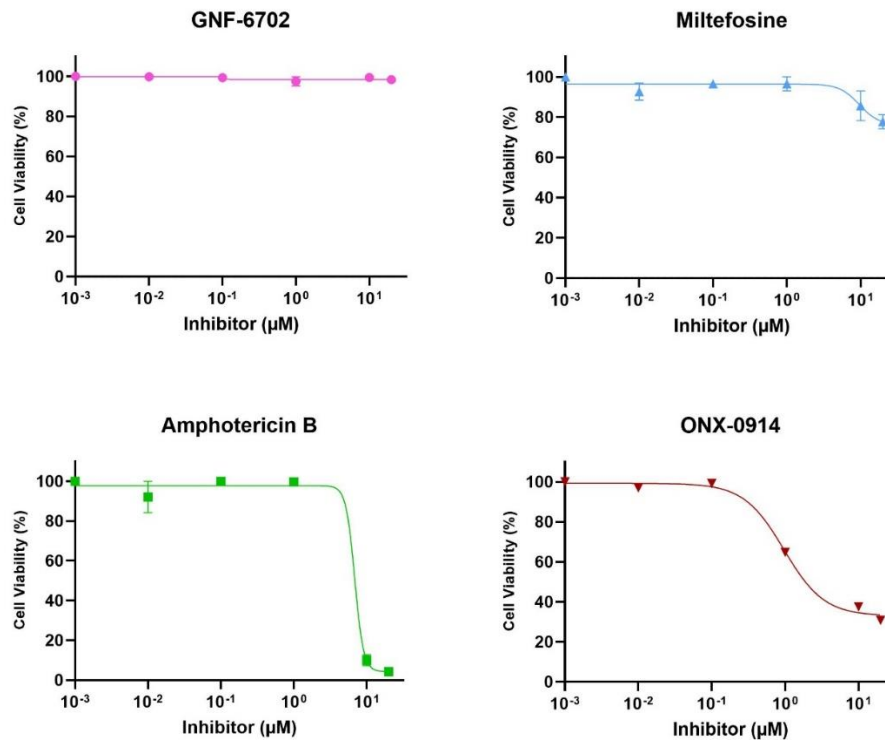 GNF-6702
Cell Viability (%)
100
80
60
40
20
0
10⁻³ 10⁻² 10⁻¹ 10⁰ 10¹
Inhibitor (µM)
Miltefosine
Cell Viability (%)
100
80
60
40
20
0
10⁻³ 10⁻² 10⁻¹ 10⁰ 10¹
Inhibitor (µM)
Amphotericin B
Cell Viability (%)
100
80
60
40
20
0
10⁻³ 10⁻² 10⁻¹ 10⁰ 10¹
Inhibitor (µM)
ONX-0914
Cell Viability (%)
100
80
60
40
20
0
10⁻³ 10⁻² 10⁻¹ 10⁰ 10¹
Inhibitor (µM)